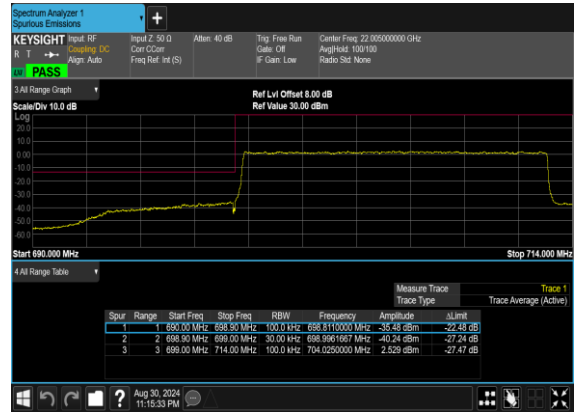 Spectrum Analyzer 1
Spurious Emissions
KEYSIGHT Input: RF Input Z: 50 Ω Atten: 40 dB Trig: Free Run Center Freq: 22.005000000 GHz
R T Coupling: DC Corr CCorr Gate: Off Avg|Hold: 100/100
Align: Auto Freq Ref: Int (S) IF Gain: Low Radio Std: None
PASS
3 All Range Graph
Ref Lvl Offset 8.00 dB
Scale/Div 10.0 dB Ref Value 30.00 dBm
Log
20.0
10.0
0.00
-10.0
-20.0
-30.0
-40.0
-50.0
-60.0
Start 690.000 MHz Stop 714.000 MHz
4 All Range Table
Measure Trace Trace 1
Trace Type Trace Average (Active)
Spur Range Start Freq Stop Freq RBW Frequency Amplitude ΔLimit
1 1 690.00 MHz 698.90 MHz 100.0 kHz 698.8110000 MHz -35.48 dBm -22.48 dB
2 2 698.90 MHz 699.00 MHz 30.00 kHz 698.9961667 MHz -40.24 dBm -27.24 dB
3 3 699.00 MHz 714.00 MHz 100.0 kHz 704.0250000 MHz 2.529 dBm -27.47 dB
? Aug 30, 2024
11:15:33 PM